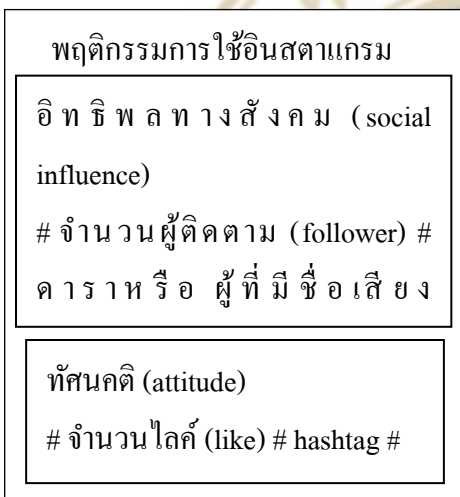 พฤติกรรมการใช้อินสตาแกรม
อิทธิพลทางสังคม (social
influence)
# จำนวนผู้ติดตาม (follower) #
ดาราหรือ ผู้ที่มีชื่อเสียง
ทัศนคติ (attitude)
# จำนวนไลค์ (like) # hashtag #